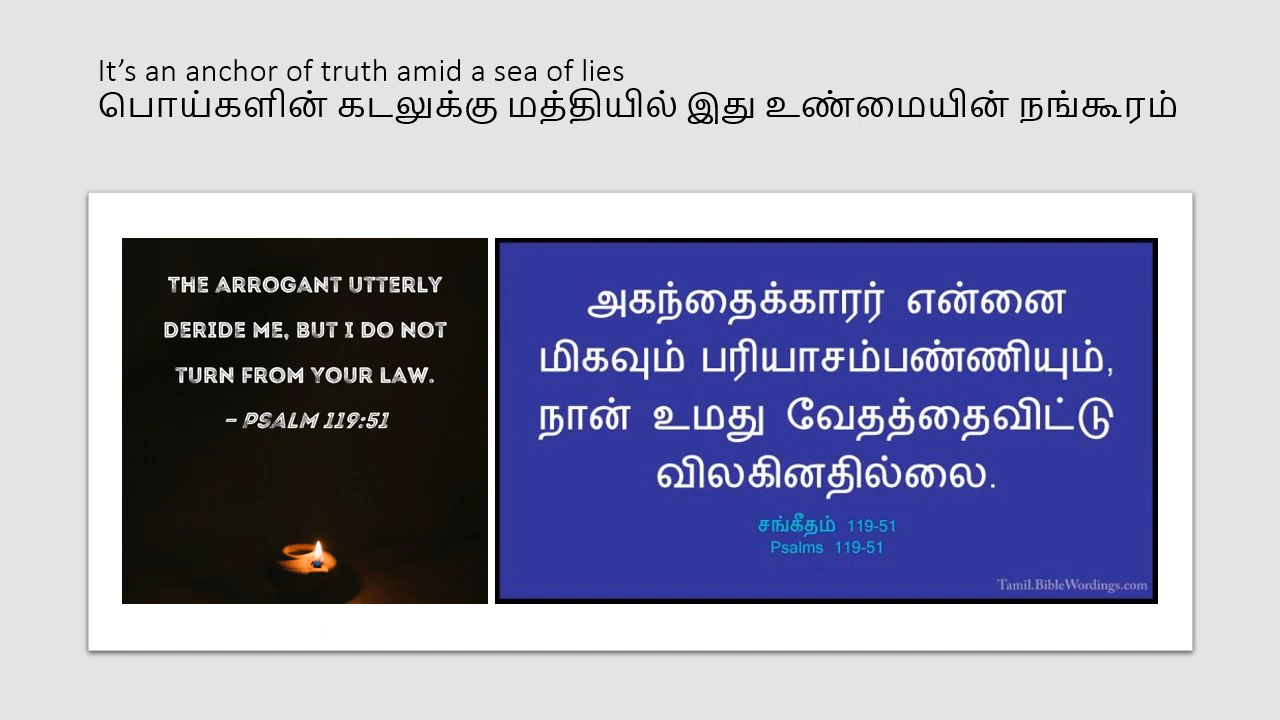 It’s an anchor of truth amid a sea of lies
பொய்களின் கடலுக்கு மத்தியில் இது உண்மையின் நங்கூரம்
THE ARROGANT UTTERLY
DERIDE ME, BUT I DO NOT
TURN FROM YOUR LAW.
– PSALM 119:51
அகந்தைக்காரர் என்னை
மிகவும் பரியாசம்பண்ணியும்,
நான் உமது வேதத்தைவிட்டு
விலகினதில்லை.
சங்கீதம் 119-51
Psalms 119-51
Tamil.BibleWordings.com